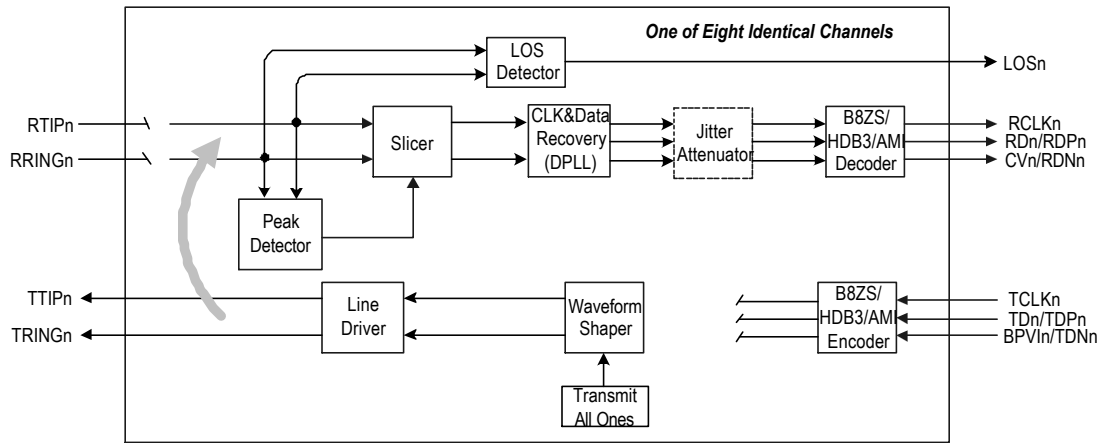 One of Eight Identical Channels
LOS
Detector
LOSn
RTIPn
RRINGn
Slicer
CLK&Data
Recovery
(DPLL)
Jitter
Attenuator
B8ZS/
HDB3/AMI
Decoder
RCLKn
RDn/RDPn
CVn/RDNn
Peak
Detector
TTIPn
TRINGn
Line
Driver
Waveform
Shaper
B8ZS/
HDB3/AMI
Encoder
TCLKn
TDn/TDPn
BPVIn/TDNn
Transmit
All Ones